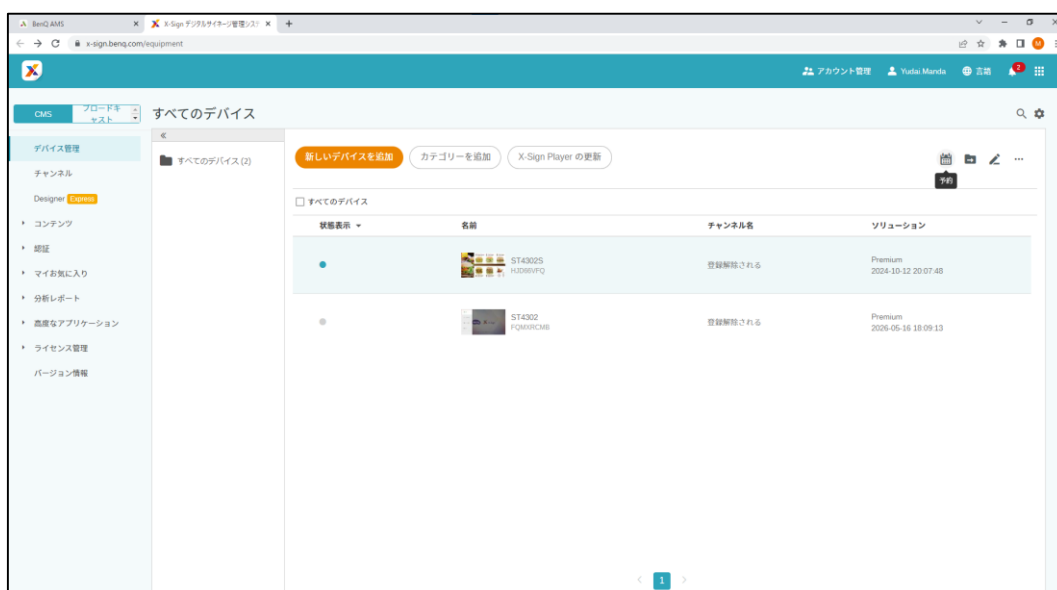 BenQ AMS
X-Sign デジタルサイネージ管理システ
x-sign.benq.com/equipment
アカウント管理 Yudai Manda 言語 2
CMS ブロードキャスト
すべてのデバイス
デバイス管理
チャンネル
Designer Express
コンテンツ
認証
マイお気に入り
分析レポート
高度なアプリケーション
ライセンス管理
バージョン情報
すべてのデバイス (2)
新しいデバイスを追加 カテゴリーを追加 X-Sign Player の更新
予約
すべてのデバイス
状態表示 名前 チャンネル名 ソリューション
ST4302S 登録解除される Premium
HJD88VFQ 2024-10-12 20:07:48
ST4302 登録解除される Premium
FQMXRCMB 2026-05-16 18:09:13
1